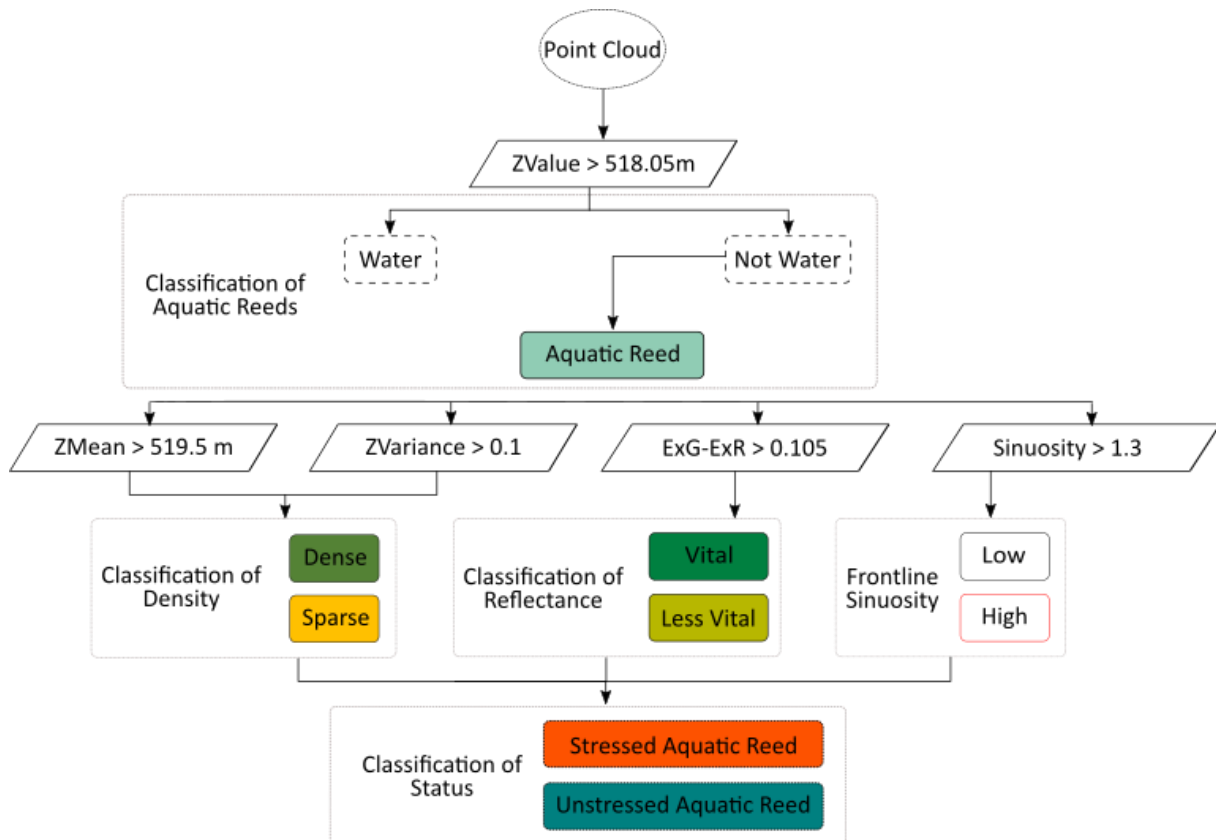 Point Cloud
ZValue > 518.05m
Water
Not Water
Classification of
Aquatic Reeds
Aquatic Reed
ZMean > 519.5 m
ZVariance > 0.1
ExG-ExR > 0.105
Sinuosity > 1.3
Classification of
Density
Dense
Sparse
Classification of
Reflectance
Vital
Less Vital
Frontline
Sinuosity
Low
High
Classification of
Status
Stressed Aquatic Reed
Unstressed Aquatic Reed